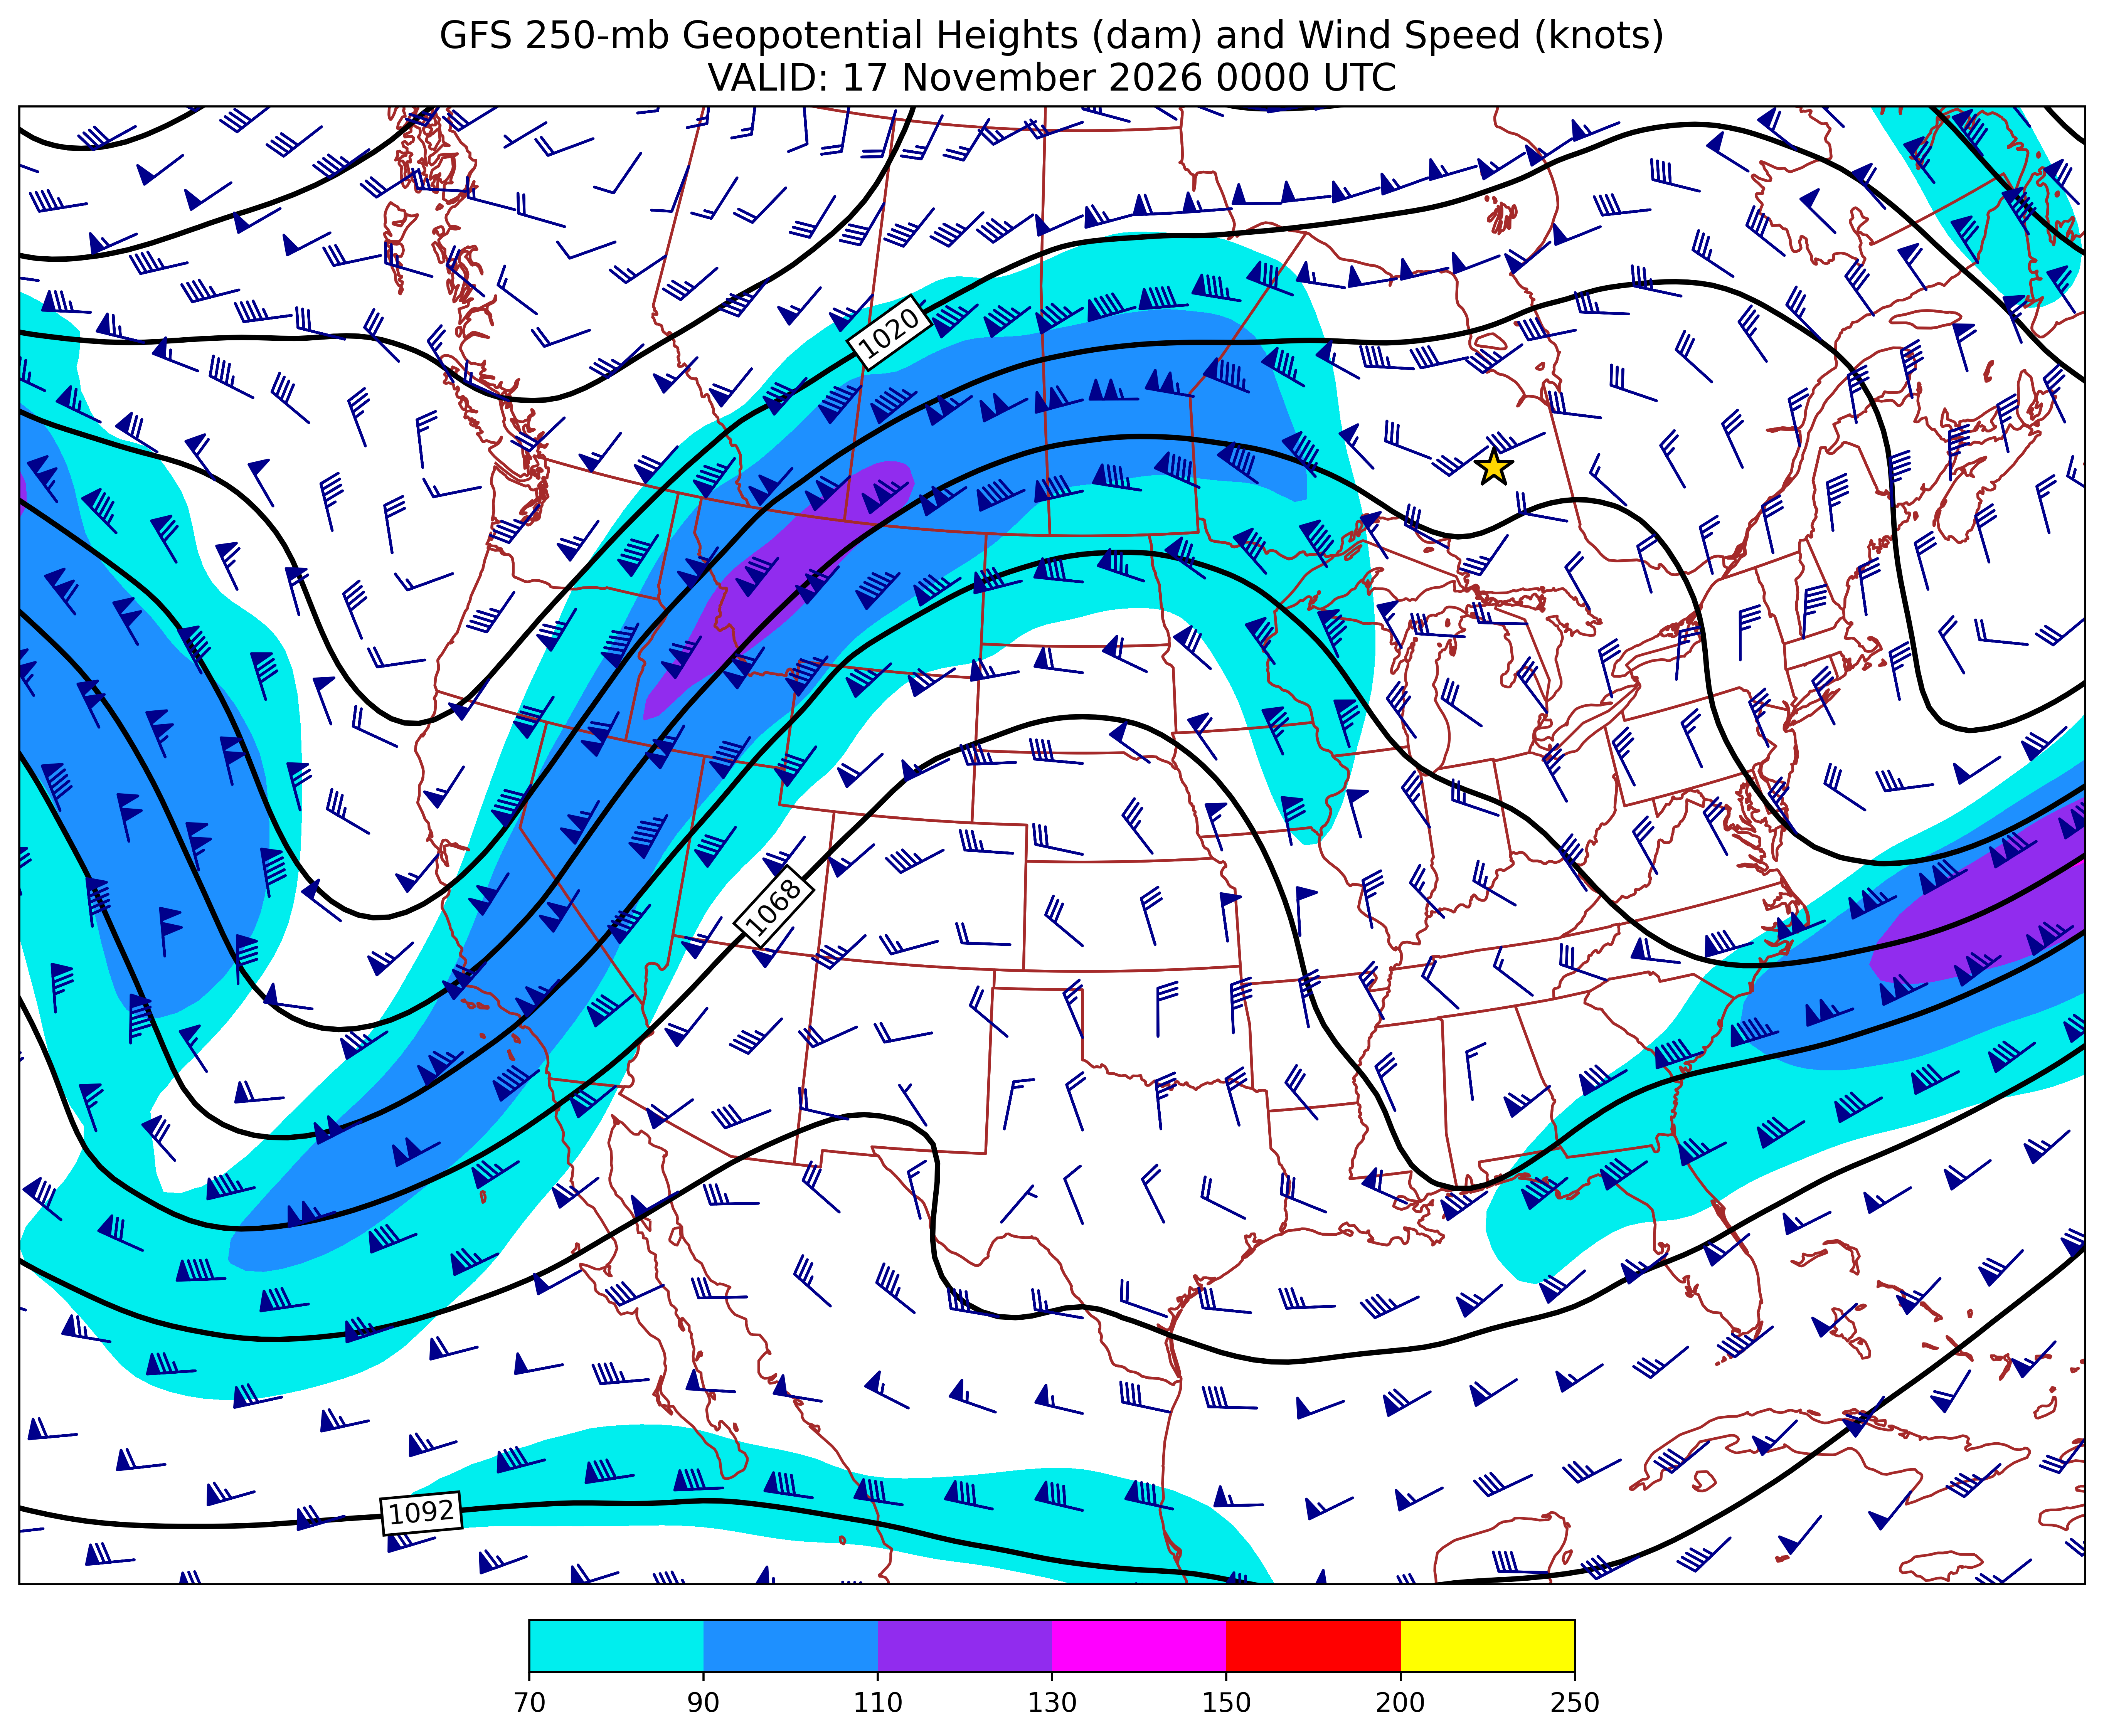 GFS 250-mb Geopotential Heights (dam) and Wind Speed (knots)
VALID: 17 November 2026 0000 UTC
1020
1068
1092
70 90 110 130 150 200 250